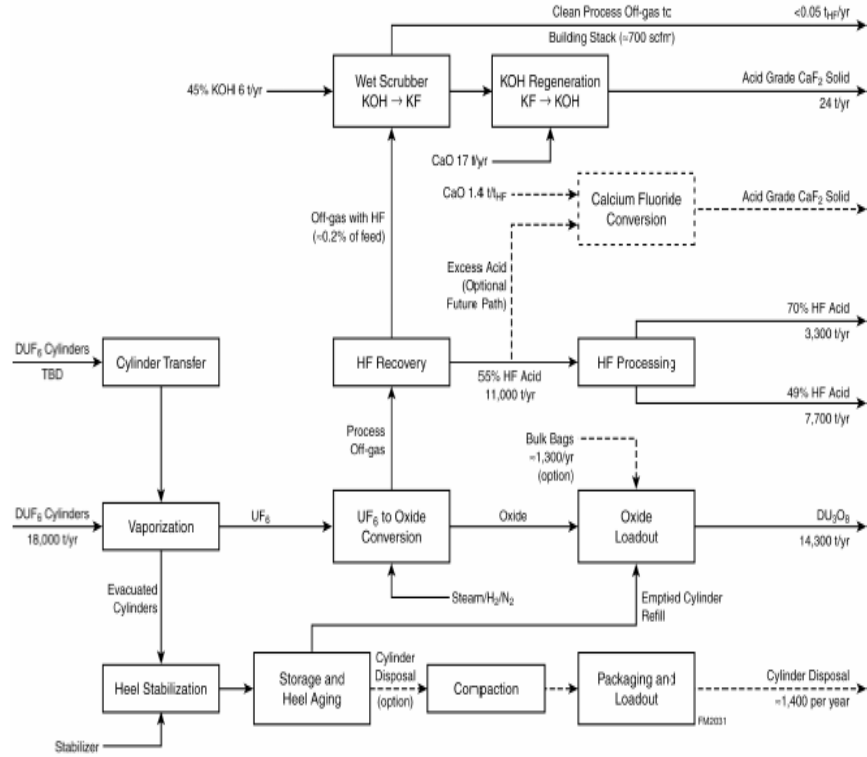 Clean Process Off-gas to
<0.05 tHF/yr
Building Stack (≈700 scfm)
45% KOH 6 t/yr
Wet Scrubber
KOH → KF
KOH Regeneration
KF → KOH
Acid Grade CaF2 Solid
24 t/yr
CaO 17 t/yr
CaO 1.4 t/tHF
Calcium Fluoride
Conversion
Acid Grade CaF2 Solid
Off-gas with HF
(≈0.2% of feed)
Excess Acid
(Optional
Future Path)
70% HF Acid
3,300 t/yr
DUF6 Cylinders
TBD
Cylinder Transfer
HF Recovery
55% HF Acid
11,000 t/yr
HF Processing
49% HF Acid
7,700 t/yr
Process
Off-gas
Bulk Bags
≈1,300/yr
(option)
DUF6 Cylinders
18,000 t/yr
Vaporization
UF6
UF6 to Oxide
Conversion
Oxide
Oxide
Loadout
DU3O8
14,300 t/yr
Evacuated
Cylinders
Steam/H2/N2
Emptied Cylinder
Refill
Heel Stabilization
Storage and
Heel Aging
Cylinder
Disposal
(option)
Compaction
Packaging and
Loadout
Cylinder Disposal
≈1,400 per year
FM2031
Stabilizer